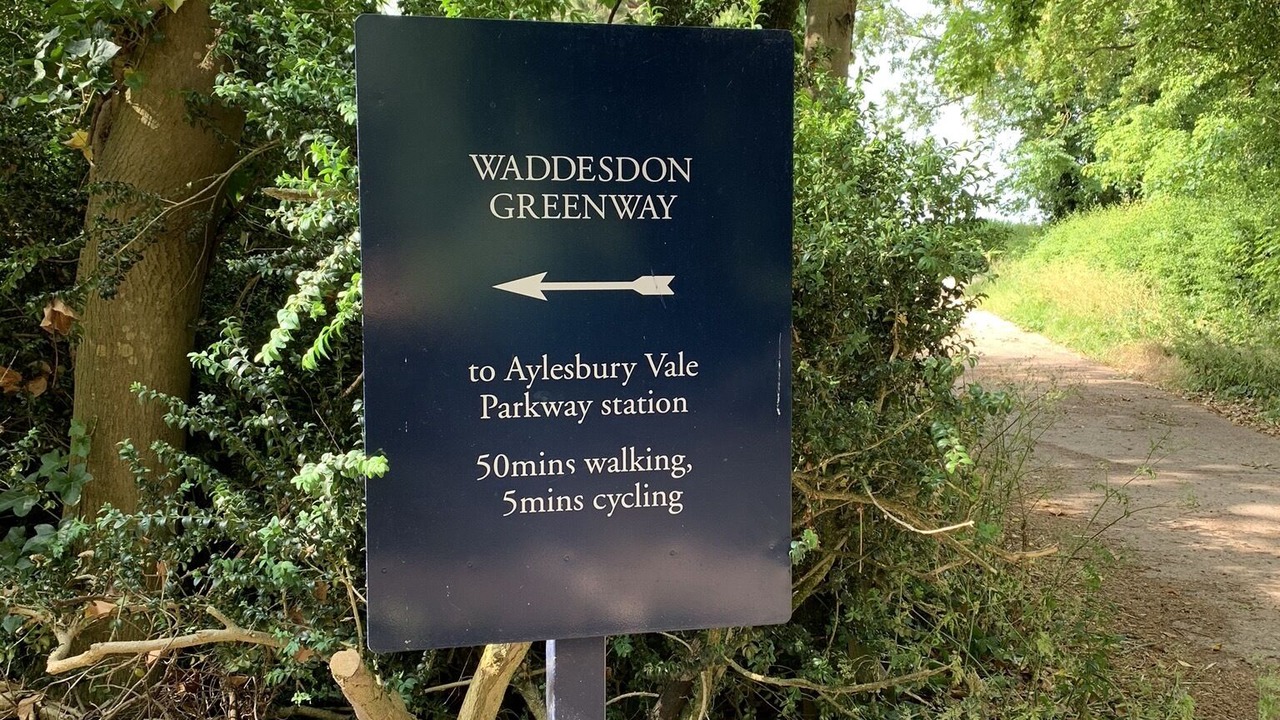 WADDESDON
GREENWAY
to Aylesbury Vale
Parkway station
50mins walking,
5mins cycling